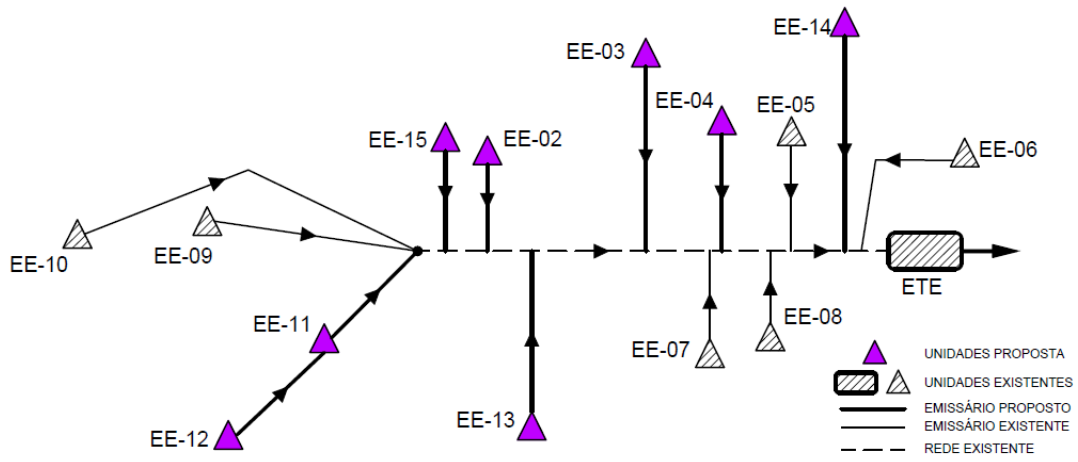 EE-14
EE-03
EE-04
EE-05
EE-15
EE-02
EE-06
EE-09
EE-10
ETE
EE-11
EE-08
EE-07
EE-12
EE-13
UNIDADES PROPOSTA
UNIDADES EXISTENTES
EMISSÁRIO PROPOSTO
EMISSÁRIO EXISTENTE
REDE EXISTENTE